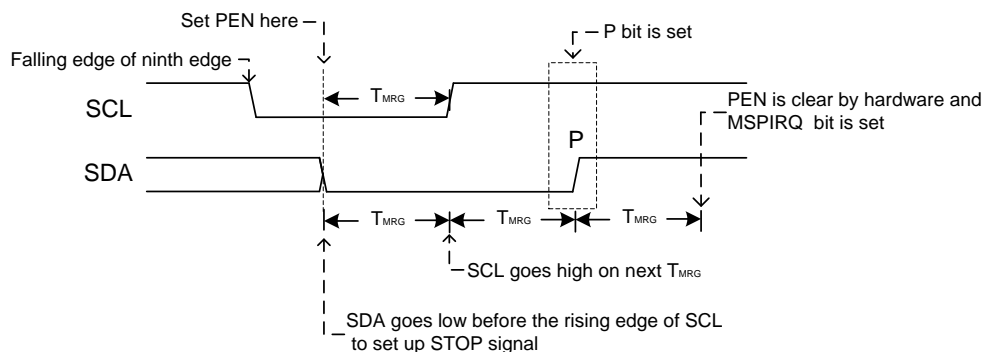 Set PEN here
P bit is set
Falling edge of ninth edge
TMRG
SCL
PEN is clear by hardware and
MSPIRQ bit is set
P
SDA
TMRG
TMRG
TMRG
SCL goes high on next TMRG
SDA goes low before the rising edge of SCL
to set up STOP signal